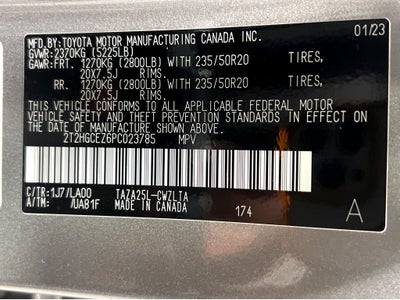 MFD.BY: TOYOTA MOTOR MANUFACTURING CANADA INC. 01/23
GVWR: 2370KG (5225LB)
GAWR: FRT. 1270KG (2800LB) WITH 235/50R20 TIRES,
20X7.5J RIMS.
RR. 1270KG (2800LB) WITH 235/50R20 TIRES,
20X7.5J RIMS.
THIS VEHICLE CONFORMS TO ALL APPLICABLE FEDERAL MOTOR
VEHICLE SAFETY AND THEFT PREVENTION STANDARDS IN EFFECT ON
THE DATE OF MANUFACTURE SHOWN ABOVE.
2T2HGCEZ6PC023785 MPV
C/TR: 1J7/LA00 TAZA25L-CWZLTA
A/TM: /UA81F MADE IN CANADA 174 A